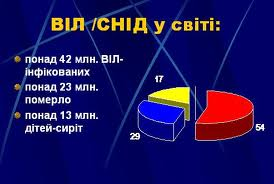 ВІЛ /СНІД у світі:
понад 42 млн. ВІЛ-
інфікованих
понад 23 млн.
померло
понад 13 млн.
дітей-сиріт
17
29
54